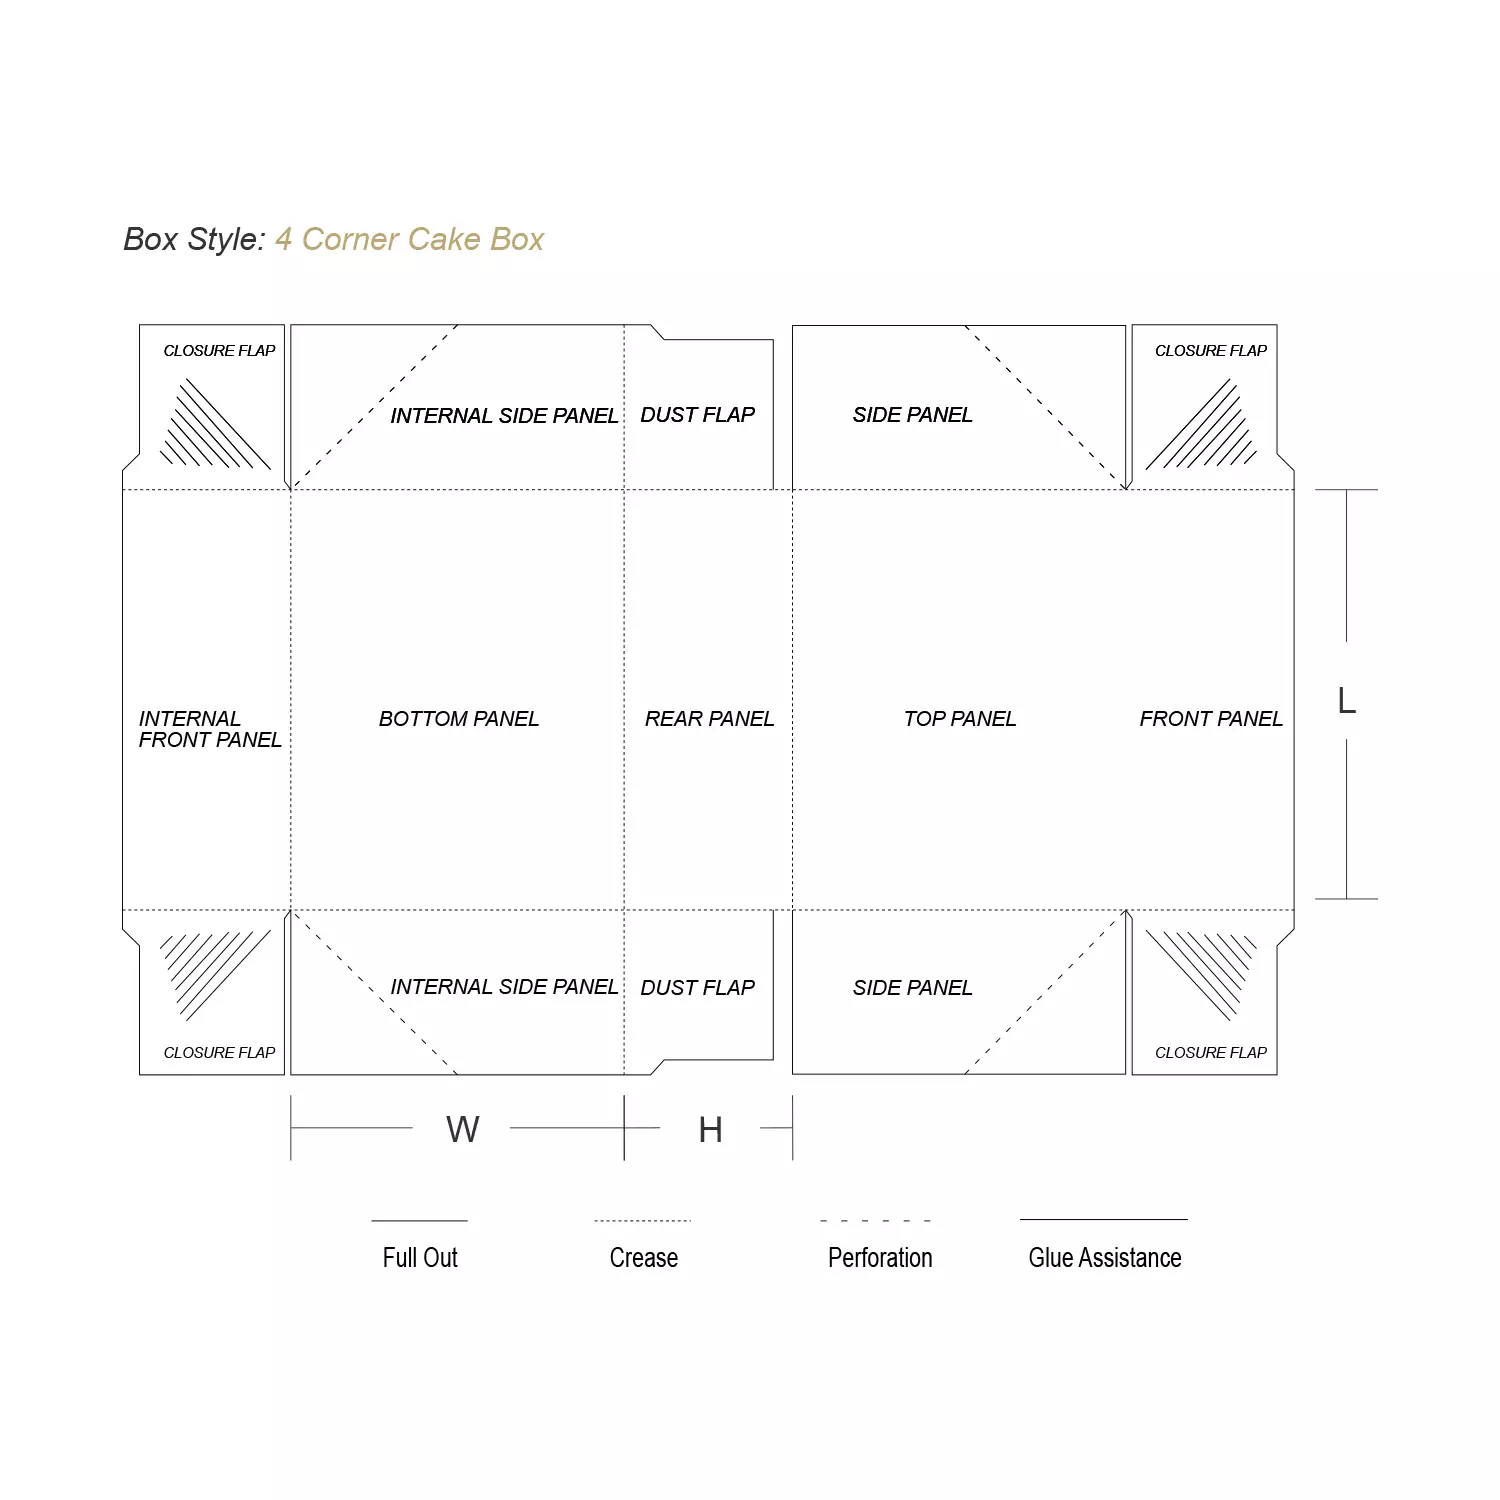 Box Style: 4 Corner Cake Box
CLOSURE FLAP
CLOSURE FLAP
INTERNAL SIDE PANEL
DUST FLAP
SIDE PANEL
INTERNAL
FRONT PANEL
BOTTOM PANEL
REAR PANEL
TOP PANEL
FRONT PANEL
L
INTERNAL SIDE PANEL
DUST FLAP
SIDE PANEL
CLOSURE FLAP
CLOSURE FLAP
W
H
Full Out
Crease
Perforation
Glue Assistance